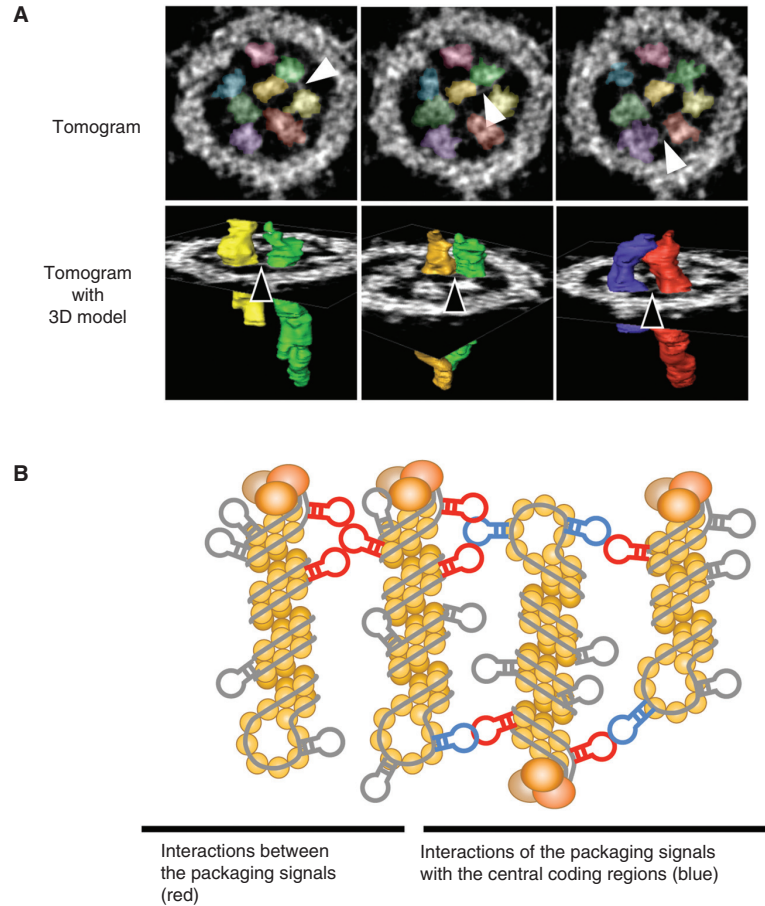 A
Tomogram
Tomogram
with
3D model
B
Interactions between
the packaging signals
(red)
Interactions of the packaging signals
with the central coding regions (blue)